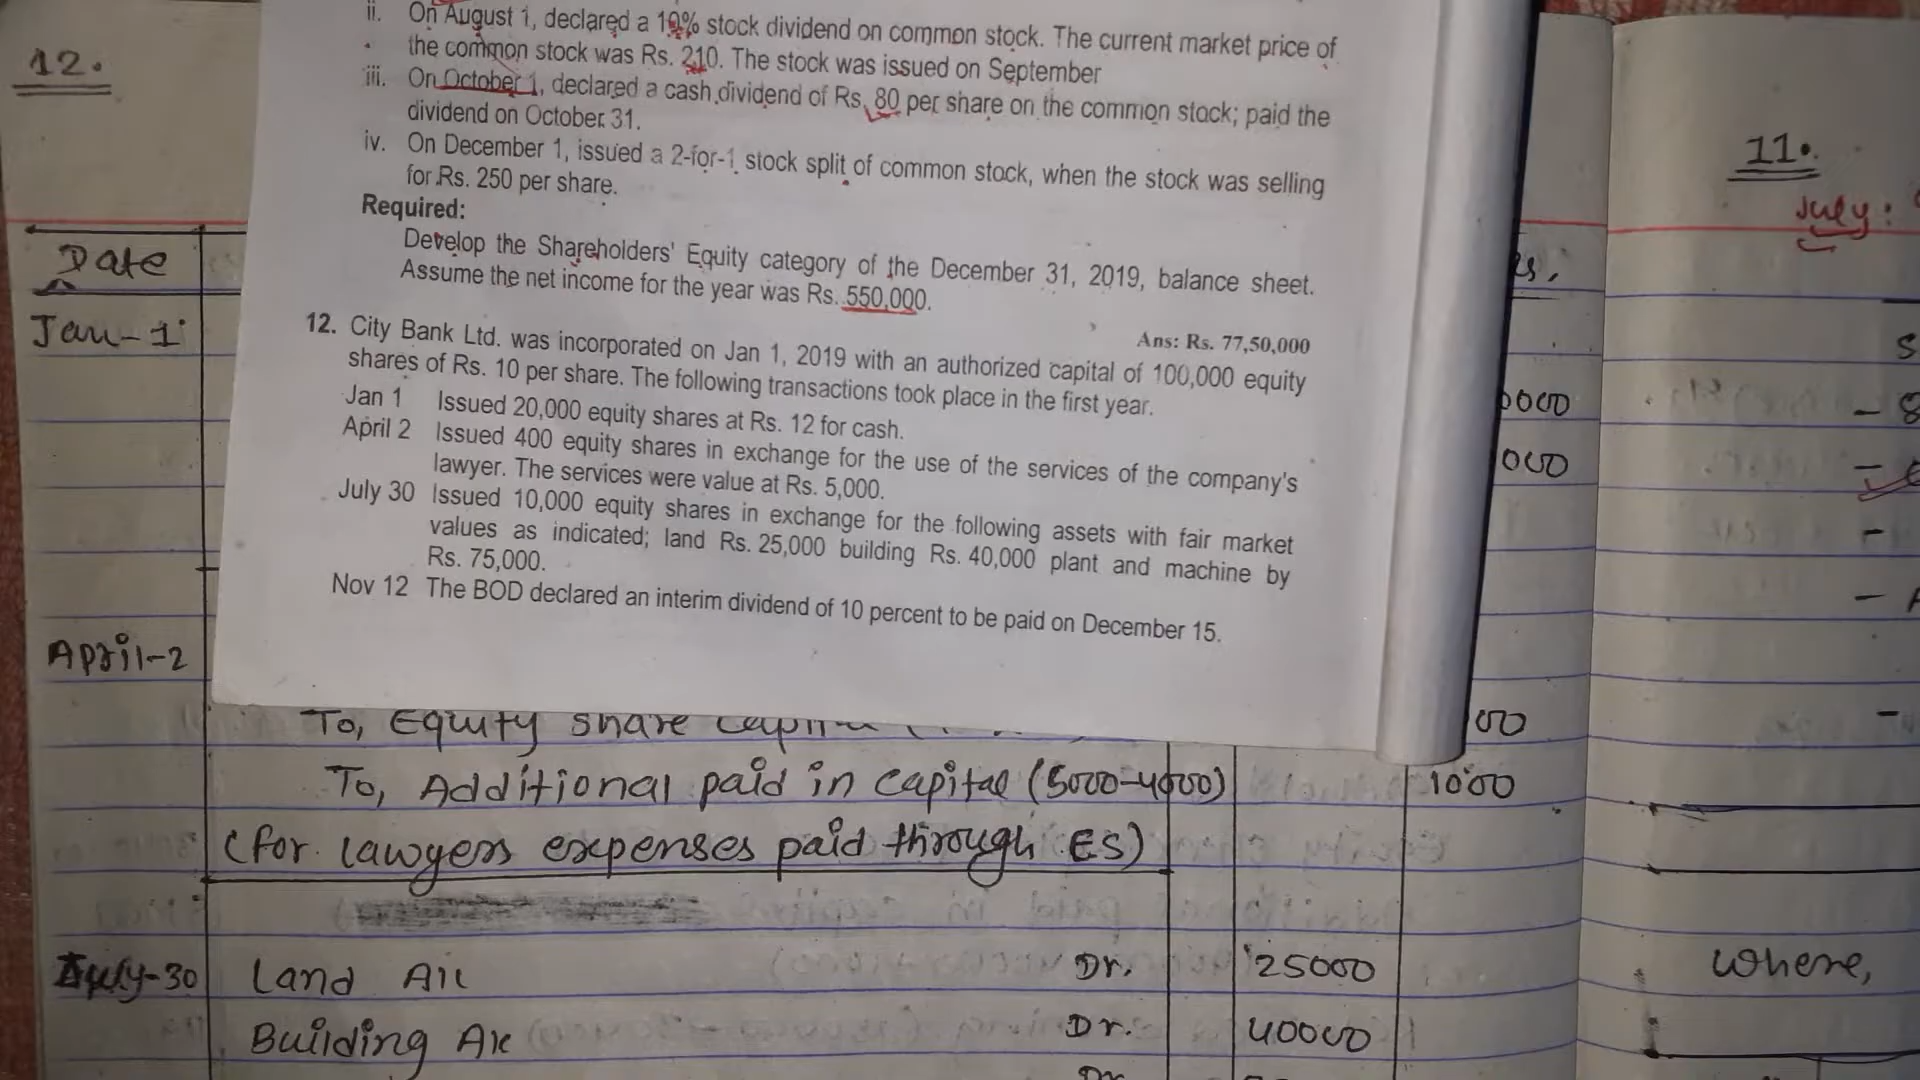 ii. On August 1, declared a 10% stock dividend on common stock. The current market price of
the common stock was Rs. 210. The stock was issued on September
iii. On October 1, declared a cash dividend of Rs. 80 per share on the common stock; paid the
dividend on October 31.
iv. On December 1, issued a 2-for-1 stock split of common stock, when the stock was selling
for Rs. 250 per share.
Required:
Develop the Shareholders' Equity category of the December 31, 2019, balance sheet.
Assume the net income for the year was Rs. 550,000.
Ans: Rs. 77,50,000
12. City Bank Ltd. was incorporated on Jan 1, 2019 with an authorized capital of 100,000 equity
shares of Rs. 10 per share. The following transactions took place in the first year.
Jan 1 Issued 20,000 equity shares at Rs. 12 for cash.
April 2 Issued 400 equity shares in exchange for the use of the services of the company's
lawyer. The services were value at Rs. 5,000.
July 30 Issued 10,000 equity shares in exchange for the following assets with fair market
values as indicated; land Rs. 25,000 building Rs. 40,000 plant and machine by
Rs. 75,000.
Nov 12 The BOD declared an interim dividend of 10 percent to be paid on December 15.
12.
Date
Jan-1
April-2
To, Equity share capital
To, Additional paid in capital (5000-4000) 1000
(for lawyers expenses paid through ES)
July-30 Land A/c Dr. 25000
Building A/c Dr. 40000
Dr.
11.
July:
where,